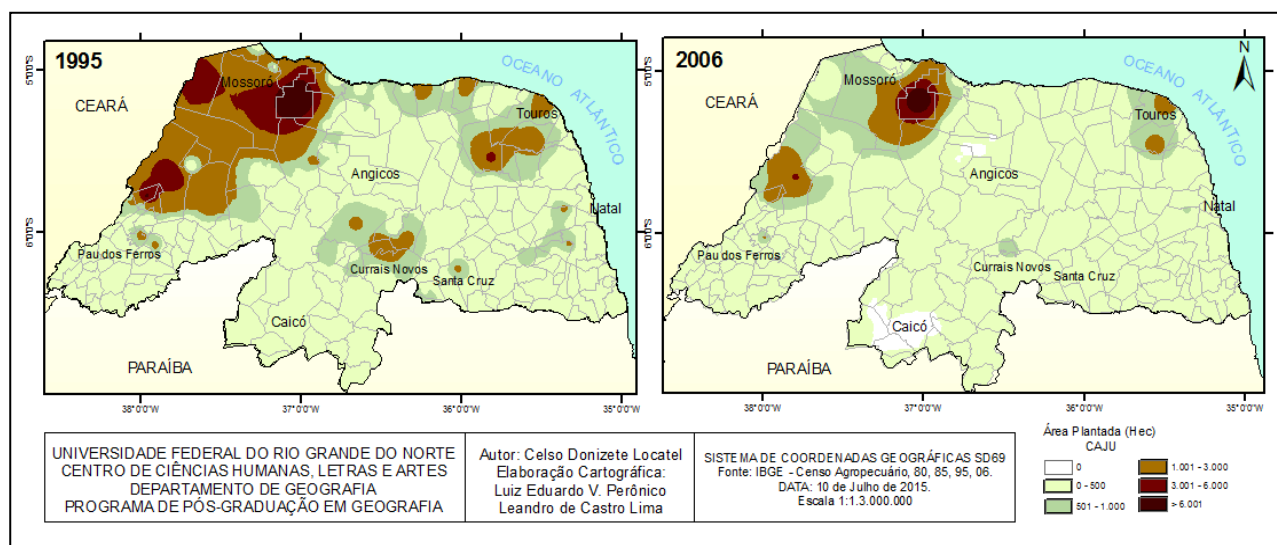 1995
CEARÁ
Mossoró
OCEANO ATLÂNTICO
Touros
Angicos
Natal
Pau dos Ferros
Currais Novos
Santa Cruz
Caicó
PARAÍBA
5°0'0"S
6°0'0"S
38°0'0"W
37°0'0"W
36°0'0"W
35°0'0"W
2006
N
CEARÁ
Mossoró
OCEANO ATLÂNTICO
Touros
Angicos
Natal
Pau dos Ferros
Currais Novos
Santa Cruz
Caicó
PARAÍBA
5°0'0"S
6°0'0"S
38°0'0"W
37°0'0"W
36°0'0"W
35°0'0"W
UNIVERSIDADE FEDERAL DO RIO GRANDE DO NORTE
CENTRO DE CIÊNCIAS HUMANAS, LETRAS E ARTES
DEPARTAMENTO DE GEOGRAFIA
PROGRAMA DE PÓS-GRADUAÇÃO EM GEOGRAFIA
Autor: Celso Donizete Locatel
Elaboração Cartográfica:
Luiz Eduardo V. Perônico
Leandro de Castro Lima
SISTEMA DE COORDENADAS GEOGRÁFICAS SD69
Fonte: IBGE - Censo Agropecuário, 80, 85, 95, 06.
DATA: 10 de Julho de 2015.
Escala 1:1.3.000.000
Área Plantada (Hec)
CAJU
0
0 - 500
501 - 1.000
1.001 - 3.000
3.001 - 6.000
> 6.001